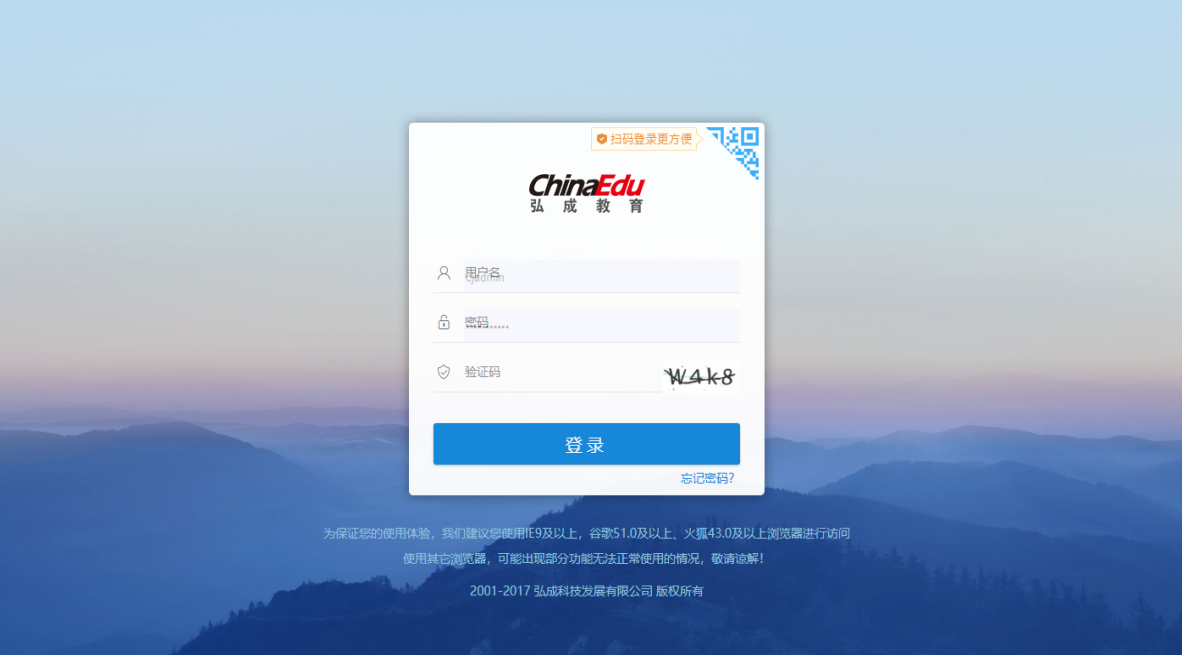 扫码登录更方便
ChinaEdu
弘成教育
用户名
cjadmin
密码
验证码
W4k8
登录
忘记密码?
为保证您的使用体验，我们建议您使用IE9及以上，谷歌51.0及以上、火狐43.0及以上浏览器进行访问
使用其它浏览器，可能出现部分功能无法正常使用的情况，敬请谅解！
2001-2017 弘成科技发展有限公司 版权所有